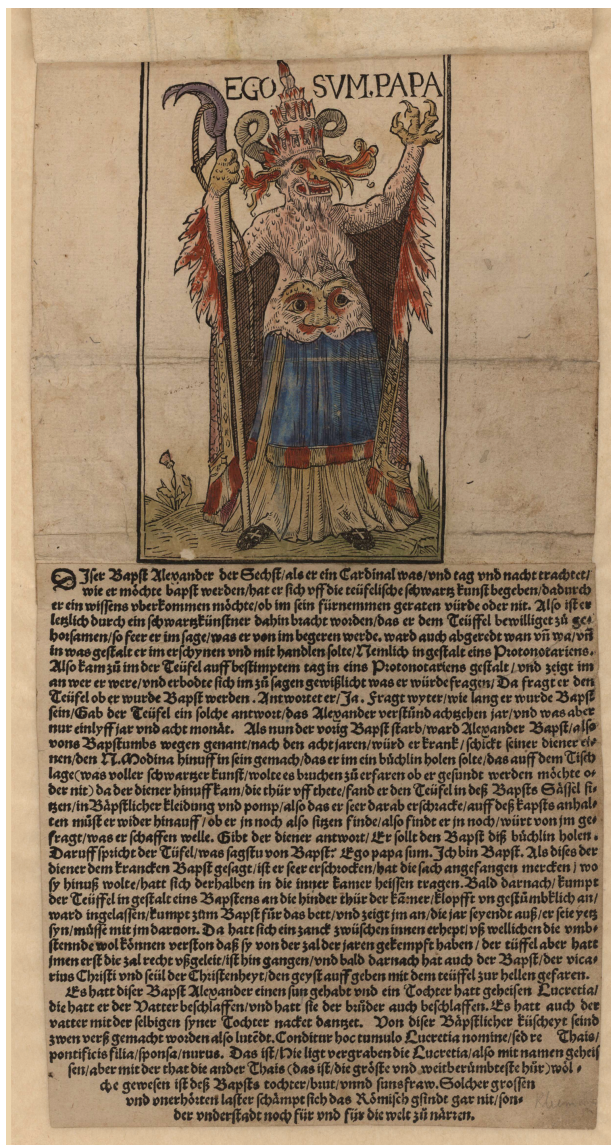 EGO SVM.PAPA
DIser Bapst Alexander der Sechst/als er ein Cardinal was/vnd tag vnd nacht trachtet/
wie er möchte bapst werden/hat er sich vff die teüfelische schwartz kunst begeben/dadurch
er ein wissens vberkommen möchte/ob im sein fürnemmen geraten würde oder nit. Also ist er
letzlich durch ein schwartzkünstner dahin bracht worden/das er dem Teüffel bewilliget zů ge-
horsamen/so feer er im sage/was er von im begeren werde. ward auch abgeredt wan vñ wa/vñ
in was gestalt er im erschynen vnd mit handlen solte/Nemlich in gestalt eins Protonotariens.
Also kam zů im der Teüfel auff bestimptem tag in eins Protonotariens gestalt/vnd zeigt im
an wer er were/vnd erbodte sich im zů sagen gewißlicht was er würde fragen/Da fragt er den
Teüfel ob er wurde Bapst werden. Antwortet er/Ja. Fragt wyter/wie lang er wurde Bapst
sein/Gab der Teüfel ein solche antwort/das Alexander verstůnd achtzehen jar/vnd was aber
nur einlyff jar vnd acht monăt. Als nun der vorig Bapst starb/ward Alexander Bapst/also
vons Bapstumbs wegen genant/nach den acht jaren/würd er kranck/schickt seiner diener ei-
nen/den N. Modina hinuff in sein gemach/das er im ein büchlin holen solte/das auff dem Tisch
lage(was voller schwartzer kunst/wolte es bruchen zů erfaren ob er gesundt werden möchte o-
der nit) da der diener hinuff kam/die thür vff thete/fand er den Teüfel in deß Bapsts Sässel si-
tzen/in Bäpstlicher kleidung vnd pomp/also das er seer darab erschracke/auff deß bapsts anhal-
ten můst er wider hinauff/ob er jn noch also sitzen finde/also findt er jn noch/würt von jm ge-
fragt/was er schaffen welle. Gibt der diener antwort/Er sollt den Bapst diß büchlin holen.
Daruff spricht der Tüfel/was sagstu von Bapst: Ego papa sum. Ich bin Bapst. Als dises der
diener dem krancken Bapst gesagt/ist er seer erschrocken/hat die sach angefangen mercken/wo
sy hinuß wolte/hatt sich derhalben in die inner kamer heissen tragen. Bald darnach/kumpt
der Teüffel in gestalt eins Bapstens an die hinder thür der kãmer/klopfft vngestümbklich an/
ward ingelassen/kumpt zum Bapst für das bett/vnd zeigt jm an/die jar seyendt auß/er seie yetz
syn/müsse mit jm darvon. Da hatt sich ein zanck zwüschen innen erhept/vß wellichen die vmb-
stennde wol können verston daß sy von der zal der jaren gekempft haben/der tüffel aber hatt
jmen erst die zal recht vßgeleit/ist hin gangen/vnd bald darnach hat auch der Bapst/der vica-
rius Christi vnd seül der Christenheyt/den geyst auffgeben mit dem teüffel zur hellen gefaren.
Es hatt diser Bapst Alexander einen sun gehabt vnd ein Tochter hatt geheisen Lucretia/
die hatt er der Vatter beschlaffen/vnd hatt sie der brüder auch beschlaffen. Es hatt auch der
vatter mit der selbigen syner Tochter nacket dantzet. Von diser Bäpstlicher küscheyt seind
zwen verß gemacht worden also lutedt. Conditur hoc tumulo Lucretia nomine/sed re Thais/
pontificis filia/sponsa/nurus. Das ist/Hie ligt vergraben die Lucretia/also mit namen geheis
sen/aber mit der that die ander Thais (das ist/die gröste vnd weitberůmbteste hůr) wöl-
che gewesen ist deß Bapsts tochter/brut/vnnd sunsfraw. Solcher grossen
vnd vnerhörten laster schämpt sich das Römisch gsindt gar nit/son-
der vnderstadt noch für vnd für die welt zů narren.